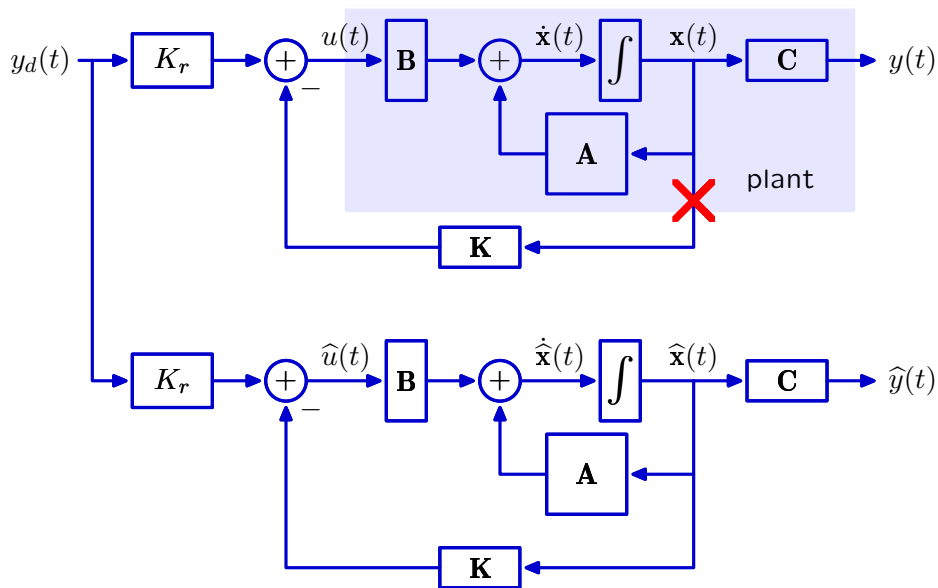 y_d(t) K_r + u(t) B + ẋ(t) ∫ x(t) C y(t)
−
A
plant
K
K_r + û(t) B + x̂̇(t) ∫ x̂(t) C ŷ(t)
−
A
K